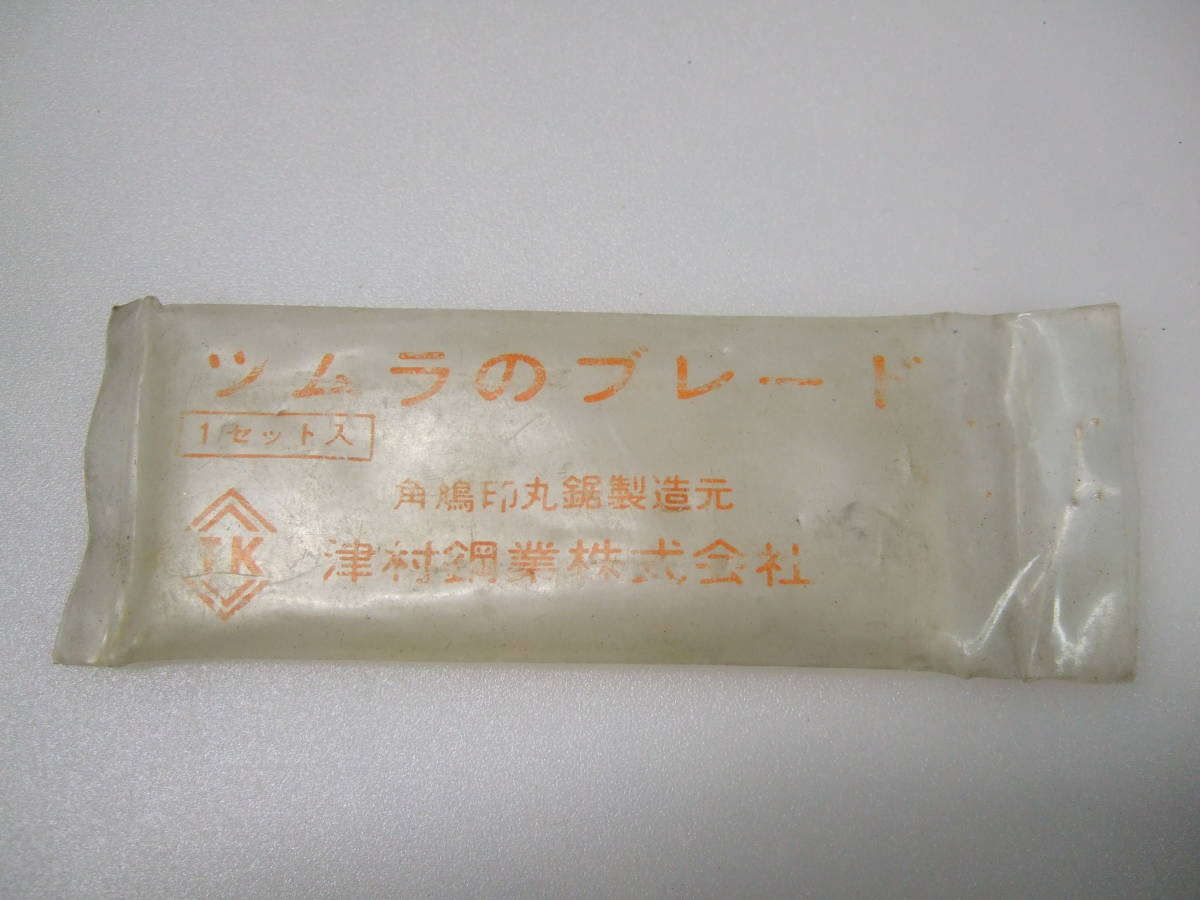 ツムラのブレード
1セット入
角鳩印丸鋸製造元
TK
津村鋼業株式会社